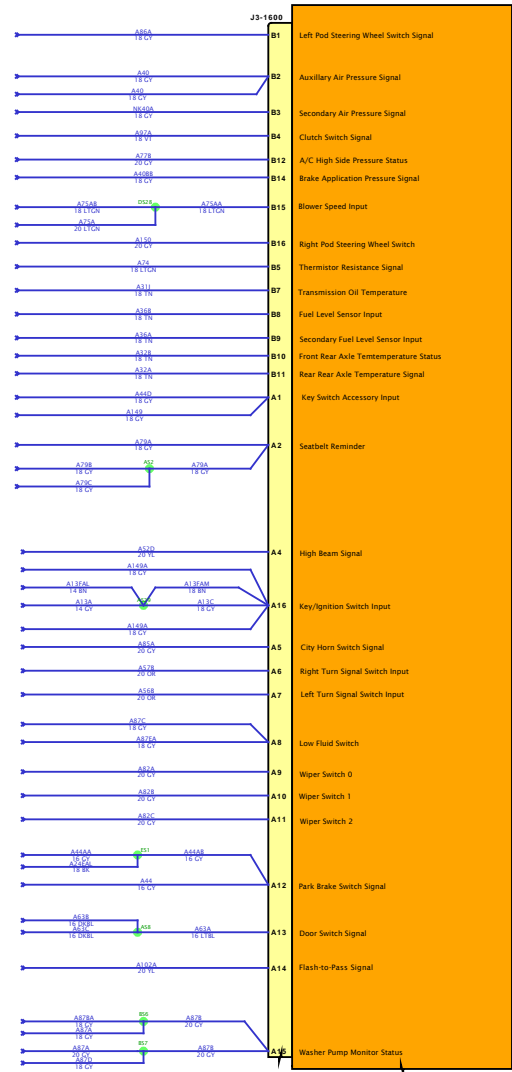 J3-1600
A86A
18 GY
B1 Left Pod Steering Wheel Switch Signal
A40
18 GY
B2 Auxillary Air Pressure Signal
A40
18 GY
NK40A
18 GY
B3 Secondary Air Pressure Signal
A97A
18 VT
B4 Clutch Switch Signal
A77B
20 GY
B12 A/C High Side Pressure Status
A40BB
18 GY
B14 Brake Application Pressure Signal
A75AB
18 LTGN
DS28
A75AA
18 LTGN
B15 Blower Speed Input
A75A
20 LTGN
A150
20 GY
B16 Right Pod Steering Wheel Switch
A74
18 LTGN
B5 Thermistor Resistance Signal
A31J
18 TN
B7 Transmission Oil Temperature
A36B
18 TN
B8 Fuel Level Sensor Input
A36A
18 TN
B9 Secondary Fuel Level Sensor Input
A32B
18 TN
B10 Front Rear Axle Temtemperature Status
A32A
18 TN
B11 Rear Rear Axle Temperature Signal
A44D
18 GY
A1 Key Switch Accessory Input
A149
18 GY
A79A
18 GY
A2 Seatbelt Reminder
A79B
18 GY
AS2
A79A
18 GY
A79C
18 GY
A52D
20 YL
A4 High Beam Signal
A149A
18 GY
A13FAL
14 BN
A13FAM
18 BN
A13A
14 GY
A13C
18 GY
A16 Key/Ignition Switch Input
A149A
18 GY
A85A
20 GY
A5 City Horn Switch Signal
A57B
20 OR
A6 Right Turn Signal Switch Input
A56B
20 OR
A7 Left Turn Signal Switch Input
A87C
18 GY
A87EA
18 GY
A8 Low Fluid Switch
A82A
20 GY
A9 Wiper Switch 0
A82B
20 GY
A10 Wiper Switch 1
A82C
20 GY
A11 Wiper Switch 2
A44AA
16 GY
ES1
A44AB
16 GY
A24EAL
18 BK
A44
16 GY
A12 Park Brake Switch Signal
A63B
16 DKBL
A63C
16 DKBL
AS8
A63A
16 LTBL
A13 Door Switch Signal
A102A
20 YL
A14 Flash-to-Pass Signal
A87BA
18 GY
BS6
A87B
20 GY
A87A
18 GY
A87A
20 GY
BS7
A87B
20 GY
A15 Washer Pump Monitor Status
A87D
18 GY